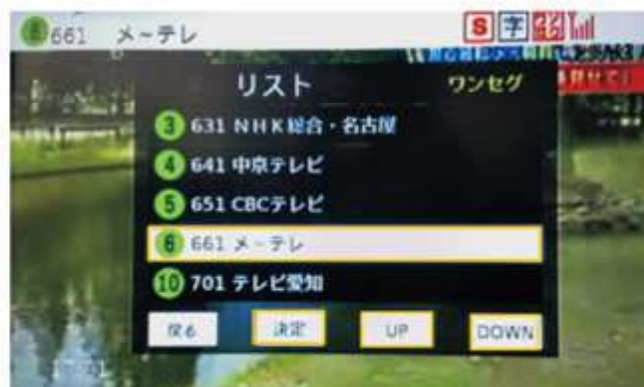 6 661 メ~テレ S 字
リスト ワンセグ
3 631 NHK総合・名古屋
4 641 中京テレビ
5 651 CBCテレビ
6 661 メ~テレ
10 701 テレビ愛知
戻る 決定 UP DOWN